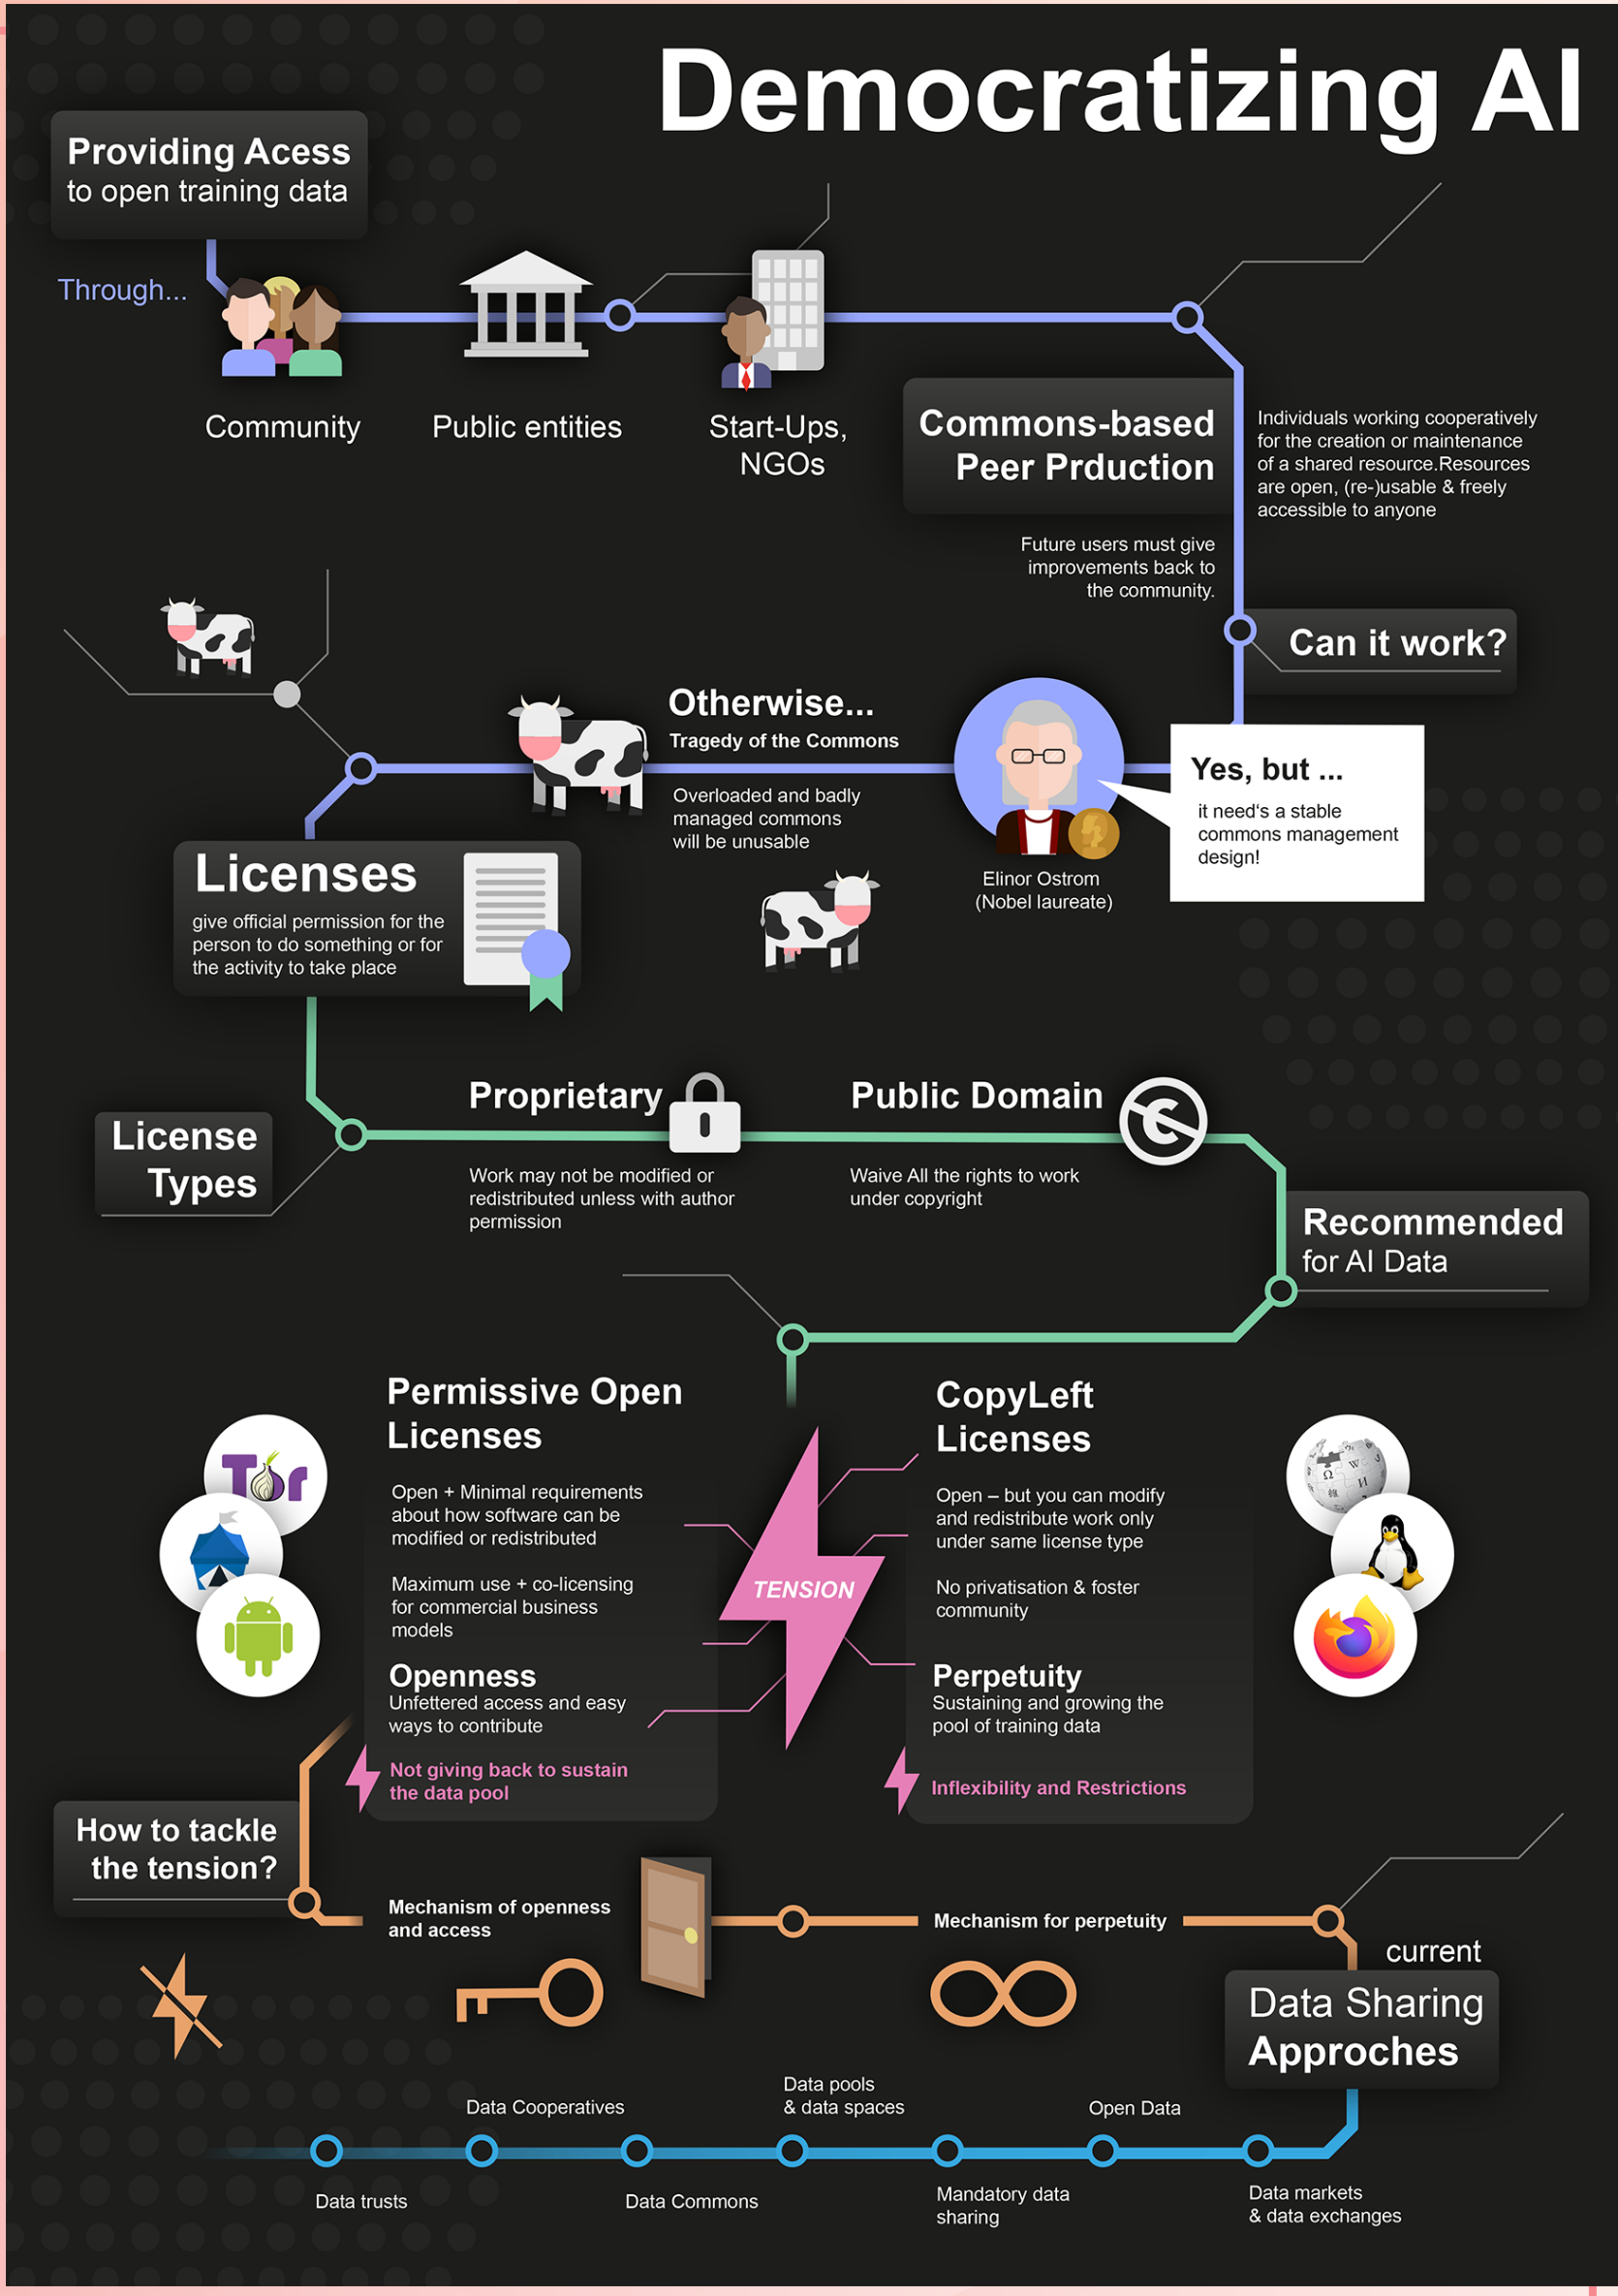 Democratizing AI
Providing Acess
to open training data
Through...
Community
Public entities
Start-Ups,
NGOs
Commons-based
Peer Prduction
Individuals working cooperatively
for the creation or maintenance
of a shared resource.Resources
are open, (re-)usable & freely
accessible to anyone
Future users must give
improvements back to
the community.
Can it work?
Yes, but ...
it need's a stable
commons management
design!
Elinor Ostrom
(Nobel laureate)
Otherwise...
Tragedy of the Commons
Overloaded and badly
managed commons
will be unusable
Licenses
give official permission for the
person to do something or for
the activity to take place
License
Types
Proprietary
Work may not be modified or
redistributed unless with author
permission
Public Domain
Waive All the rights to work
under copyright
Recommended
for AI Data
Permissive Open
Licenses
Open + Minimal requirements
about how software can be
modified or redistributed
Maximum use + co-licensing
for commercial business
models
Openness
Unfettered access and easy
ways to contribute
Not giving back to sustain
the data pool
Tor
TENSION
CopyLeft
Licenses
Open – but you can modify
and redistribute work only
under same license type
No privatisation & foster
community
Perpetuity
Sustaining and growing the
pool of training data
Inflexibility and Restrictions
Ω W И
How to tackle
the tension?
Mechanism of openness
and access
Mechanism for perpetuity
current
Data Sharing
Approches
Data trusts
Data Cooperatives
Data Commons
Data pools
& data spaces
Mandatory data
sharing
Open Data
Data markets
& data exchanges